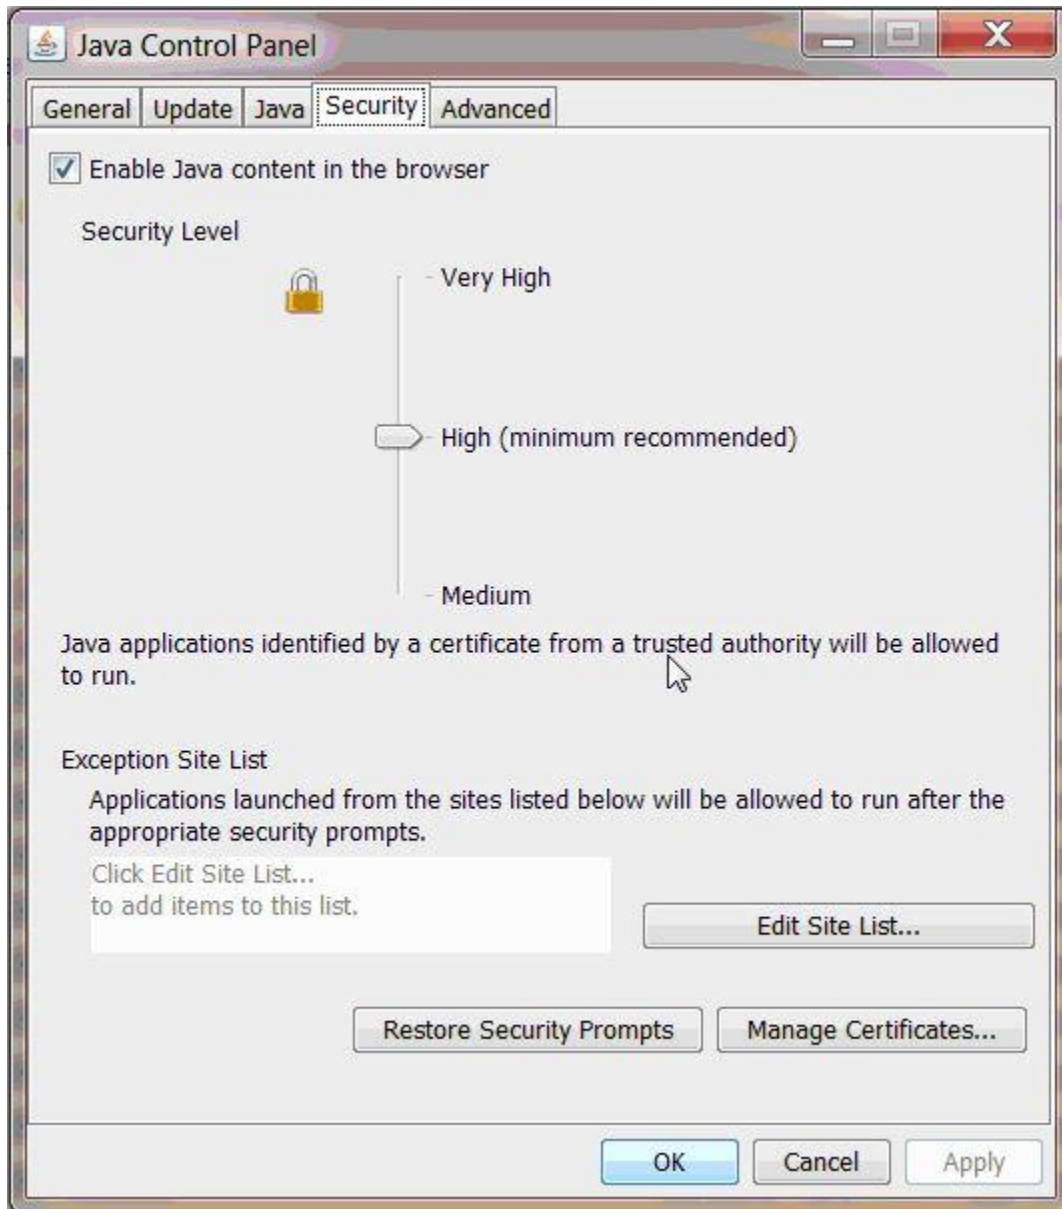 Java Control Panel
General Update Java Security Advanced
Enable Java content in the browser
Security Level
Very High
High (minimum recommended)
Medium
Java applications identified by a certificate from a trusted authority will be allowed
to run.
Exception Site List
Applications launched from the sites listed below will be allowed to run after the
appropriate security prompts.
Click Edit Site List...
to add items to this list.
Edit Site List...
Restore Security Prompts Manage Certificates...
OK Cancel Apply